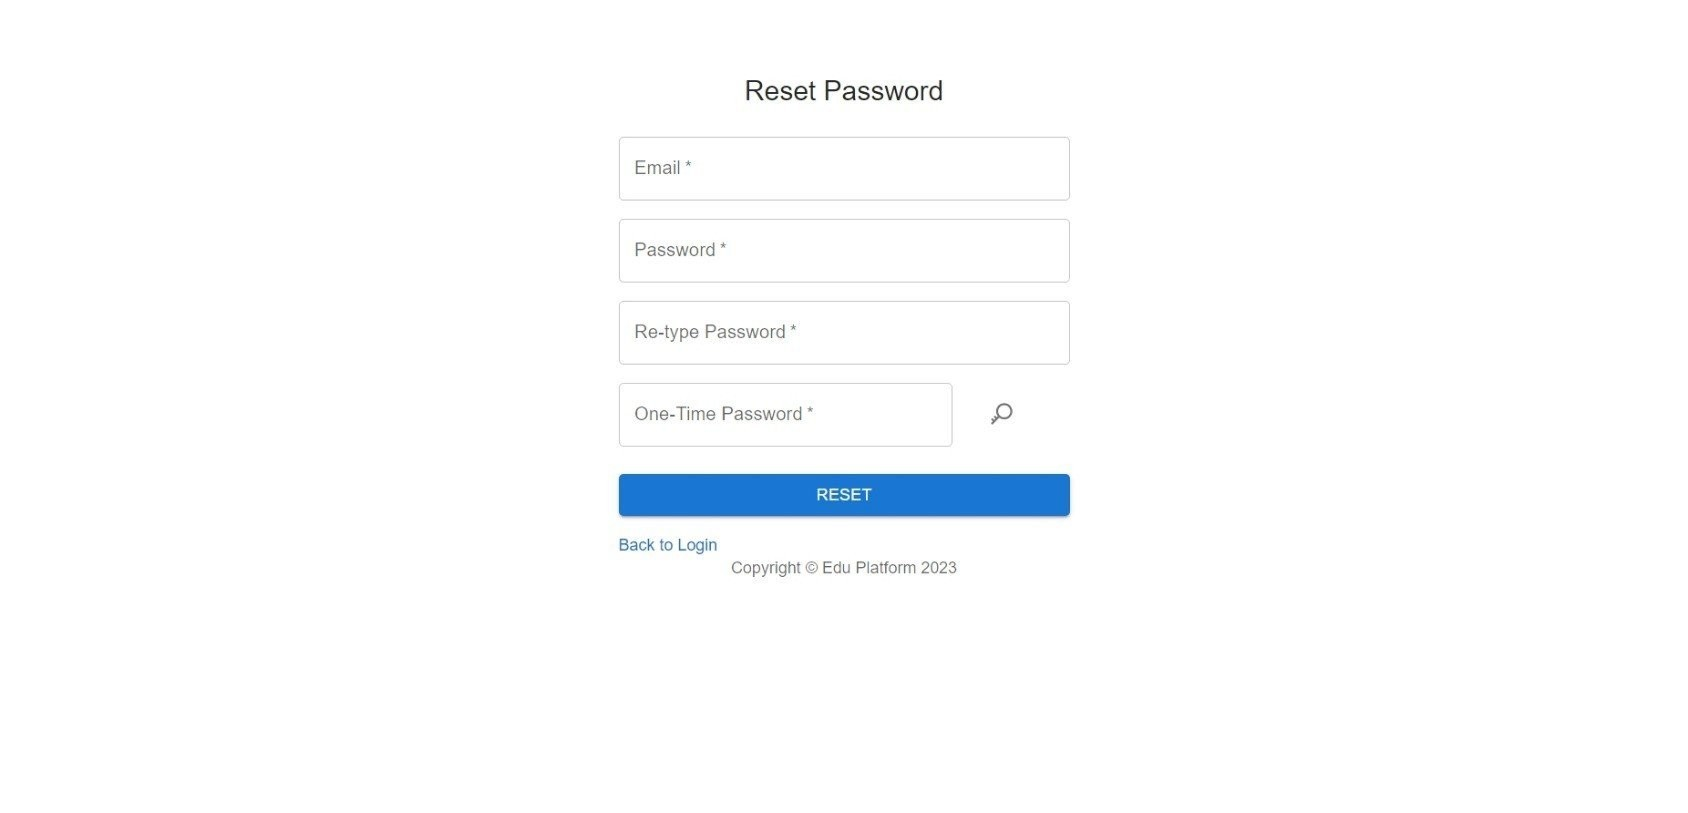 Reset Password
Email *
Password *
Re-type Password *
One-Time Password *
RESET
Back to Login
Copyright © Edu Platform 2023